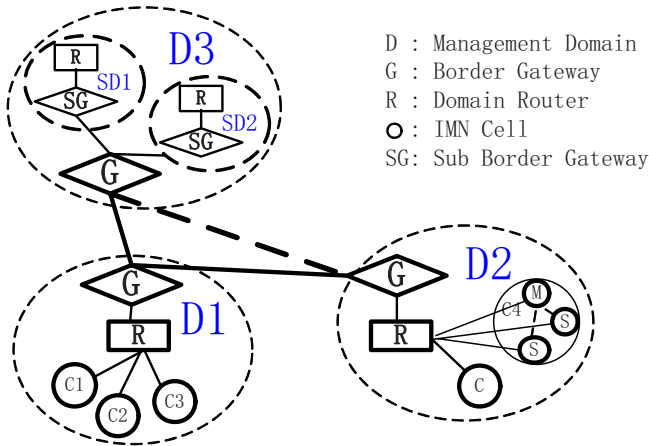 D3
R
SD1
SG
R
SD2
SG
G
D : Management Domain
G : Border Gateway
R : Domain Router
O : IMN Cell
SG: Sub Border Gateway
G
D1
R
C1
C2
C3
G
D2
R
C4
M
S
S
C